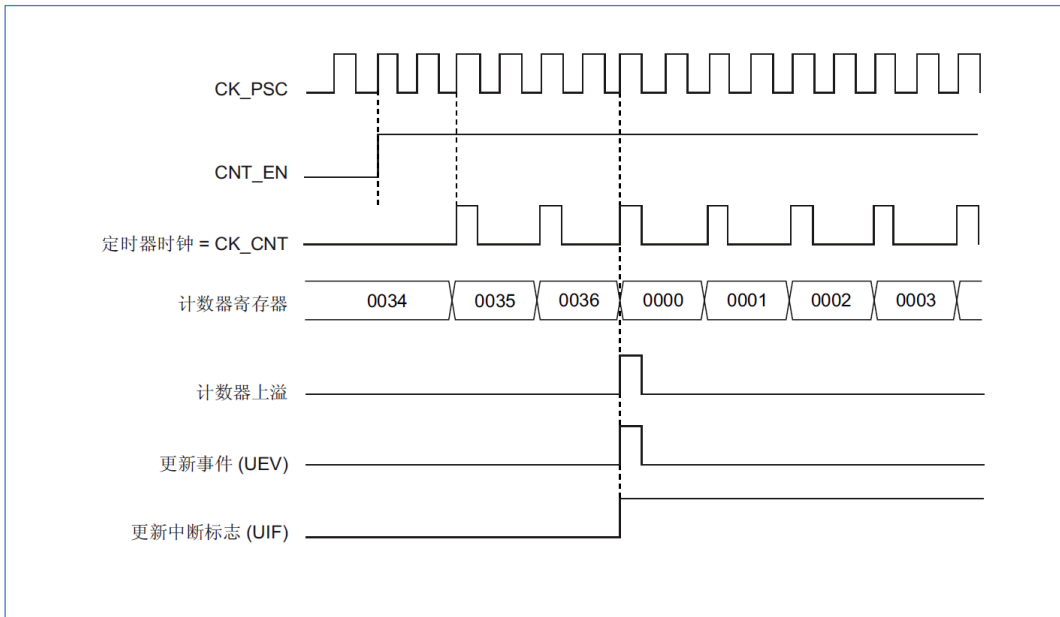 CK_PSC
CNT_EN
定时器时钟 = CK_CNT
计数器寄存器 0034 0035 0036 0000 0001 0002 0003
计数器上溢
更新事件 (UEV)
更新中断标志 (UIF)